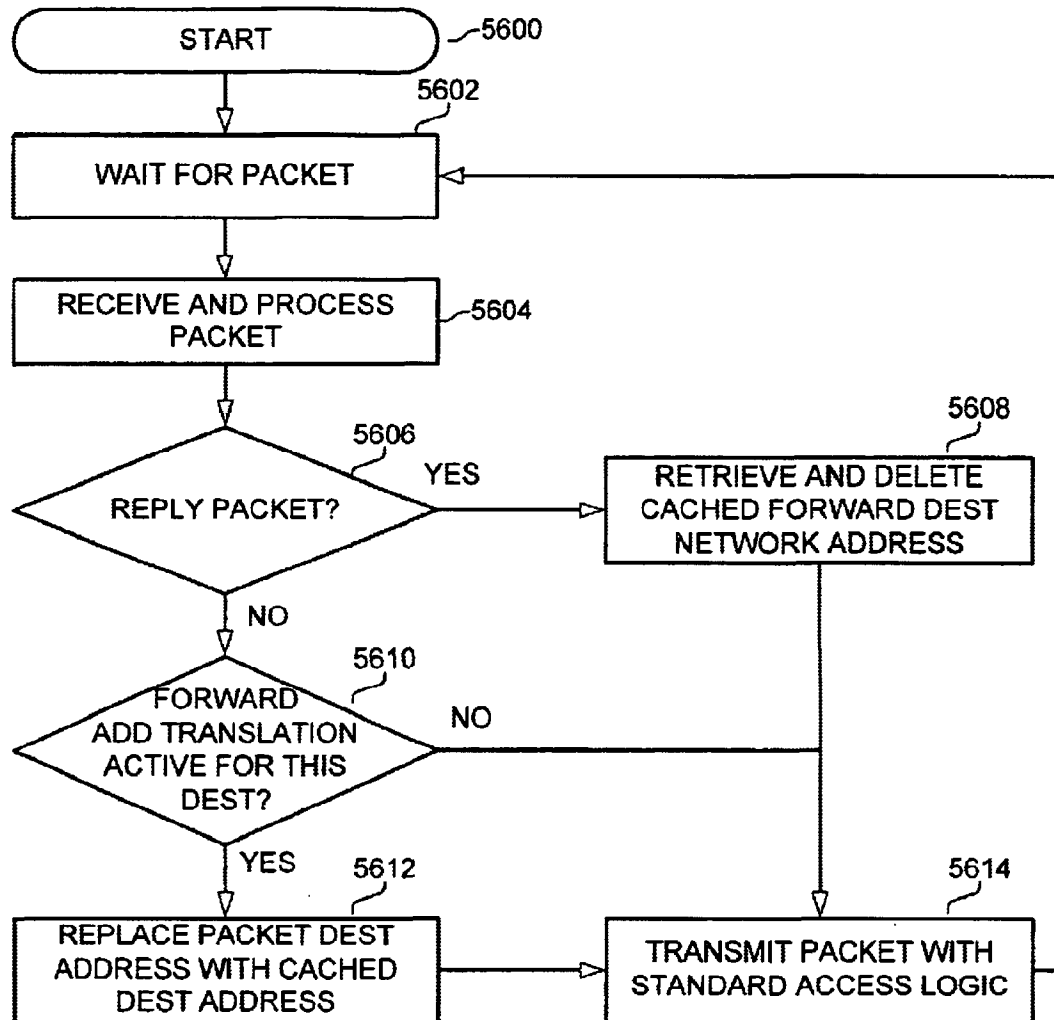 START
5600
5602
WAIT FOR PACKET
RECEIVE AND PROCESS
PACKET
5604
5606
REPLY PACKET?
YES
5608
RETRIEVE AND DELETE
CACHED FORWARD DEST
NETWORK ADDRESS
NO
5610
FORWARD
ADD TRANSLATION
ACTIVE FOR THIS
DEST?
NO
YES
5612
REPLACE PACKET DEST
ADDRESS WITH CACHED
DEST ADDRESS
5614
TRANSMIT PACKET WITH
STANDARD ACCESS LOGIC